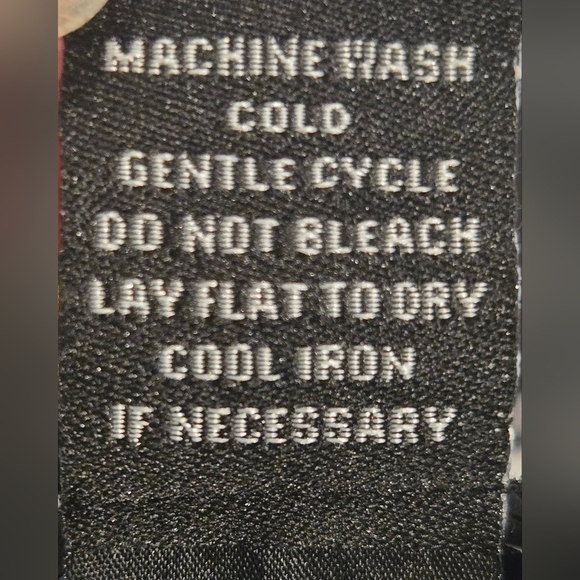 MACHINE WASH
COLD
GENTLE CYCLE
DO NOT BLEACH
LAY FLAT TO DRY
COOL IRON
IF NECESSARY